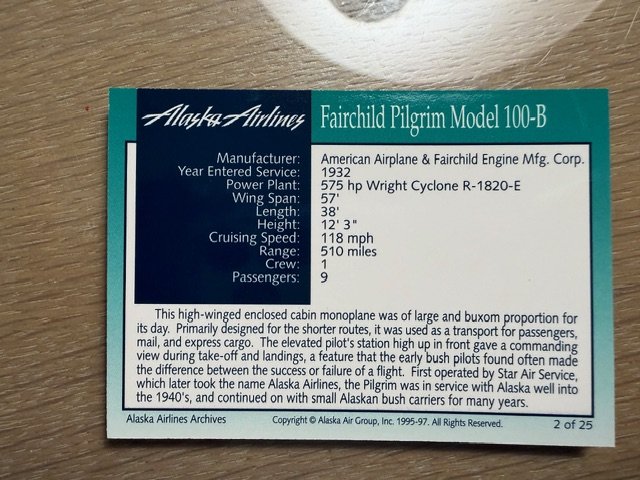 Alaska Airlines Fairchild Pilgrim Model 100-B
Manufacturer: American Airplane & Fairchild Engine Mfg. Corp.
Year Entered Service: 1932
Power Plant: 575 hp Wright Cyclone R-1820-E
Wing Span: 57'
Length: 38'
Height: 12' 3"
Cruising Speed: 118 mph
Range: 510 miles
Crew: 1
Passengers: 9
This high-winged enclosed cabin monoplane was of large and buxom proportion for
its day. Primarily designed for the shorter routes, it was used as a transport for passengers,
mail, and express cargo. The elevated pilot's station high up in front gave a commanding
view during take-off and landings, a feature that the early bush pilots found often made
the difference between the success or failure of a flight. First operated by Star Air Service,
which later took the name Alaska Airlines, the Pilgrim was in service with Alaska well into
the 1940's, and continued on with small Alaskan bush carriers for many years.
Alaska Airlines Archives Copyright © Alaska Air Group, Inc. 1995-97. All Rights Reserved. 2 of 25